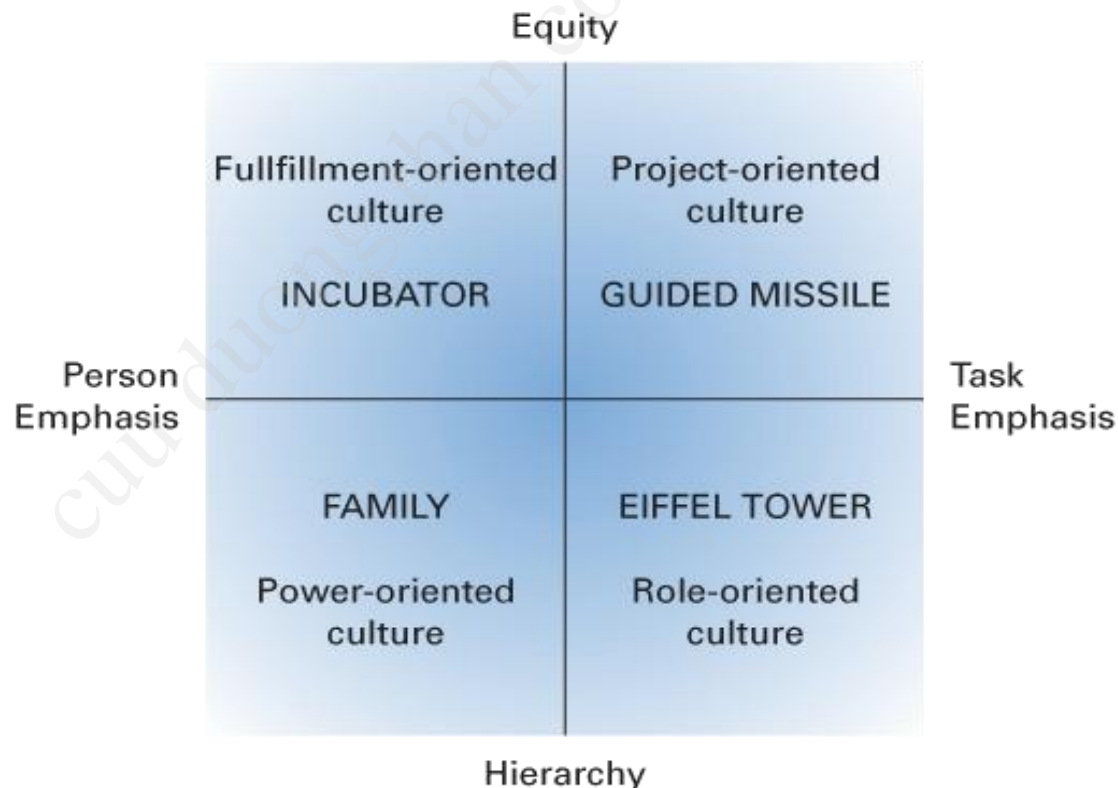 Equity
Fullfillment-oriented
culture
Project-oriented
culture
INCUBATOR
GUIDED MISSILE
Person
Emphasis
Task
Emphasis
FAMILY
EIFFEL TOWER
Power-oriented
culture
Role-oriented
culture
Hierarchy